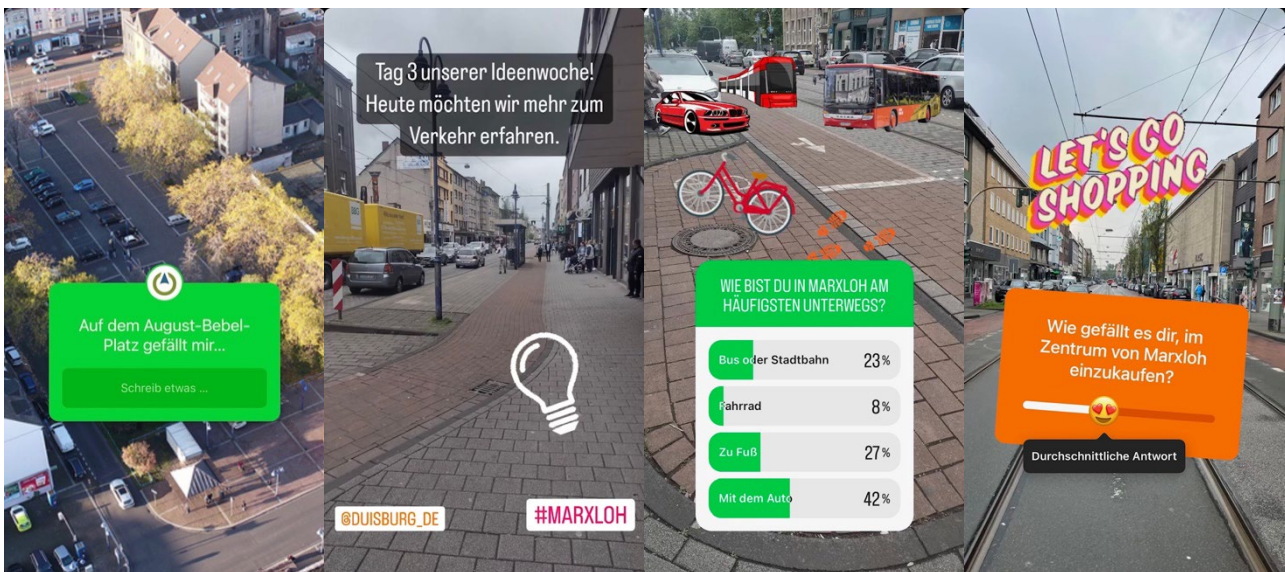 Auf dem August-Bebel-
Platz gefällt mir...
Schreib etwas ...
Tag 3 unserer Ideenwoche!
Heute möchten wir mehr zum
Verkehr erfahren.
@DUISBURG_DE
#MARXLOH
WIE BIST DU IN MARXLOH AM
HÄUFIGSTEN UNTERWEGS?
Bus oder Stadtbahn 23%
Fahrrad 8%
Zu Fuß 27%
Mit dem Auto 42%
LET'S GO
SHOPPING
Wie gefällt es dir, im
Zentrum von Marxloh
einzukaufen?
Durchschnittliche Antwort